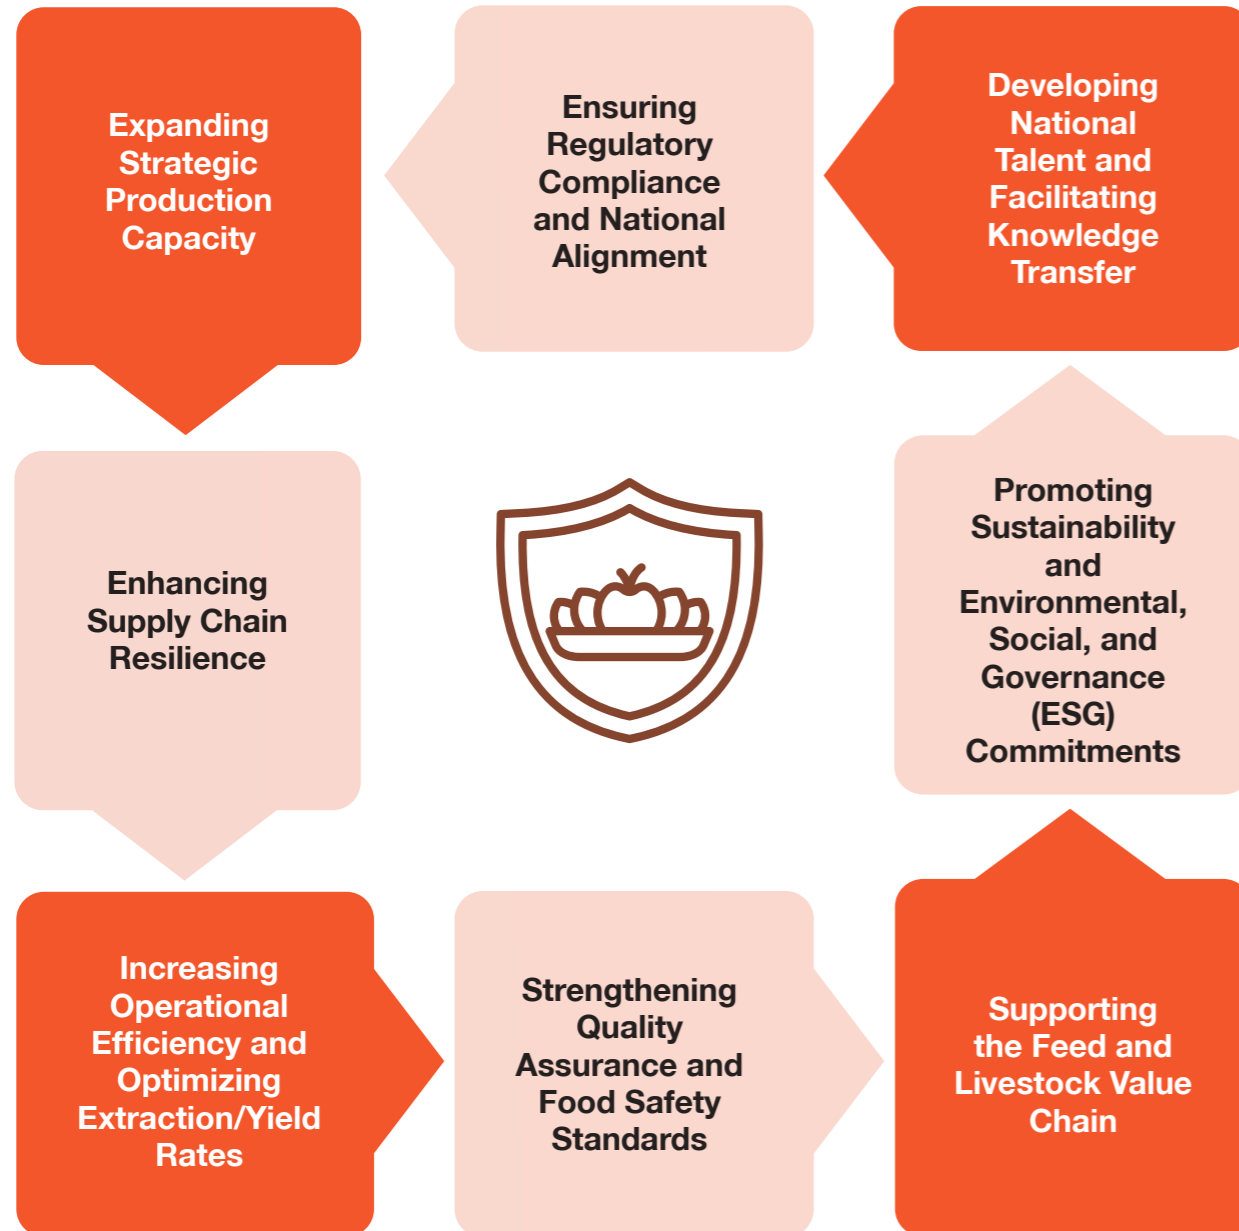 Expanding
Strategic
Production
Capacity
Ensuring
Regulatory
Compliance
and National
Alignment
Developing
National
Talent and
Facilitating
Knowledge
Transfer
Enhancing
Supply Chain
Resilience
Promoting
Sustainability
and
Environmental,
Social, and
Governance
(ESG)
Commitments
Increasing
Operational
Efficiency and
Optimizing
Extraction/Yield
Rates
Strengthening
Quality
Assurance and
Food Safety
Standards
Supporting
the Feed and
Livestock Value
Chain